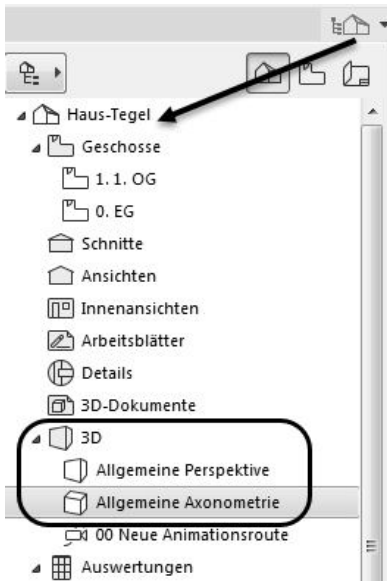 Haus-Tegel
Geschosse
1. 1. OG
0. EG
Schnitte
Ansichten
Innenansichten
Arbeitsblätter
Details
3D-Dokumente
3D
Allgemeine Perspektive
Allgemeine Axonometrie
00 Neue Animationsroute
Auswertungen